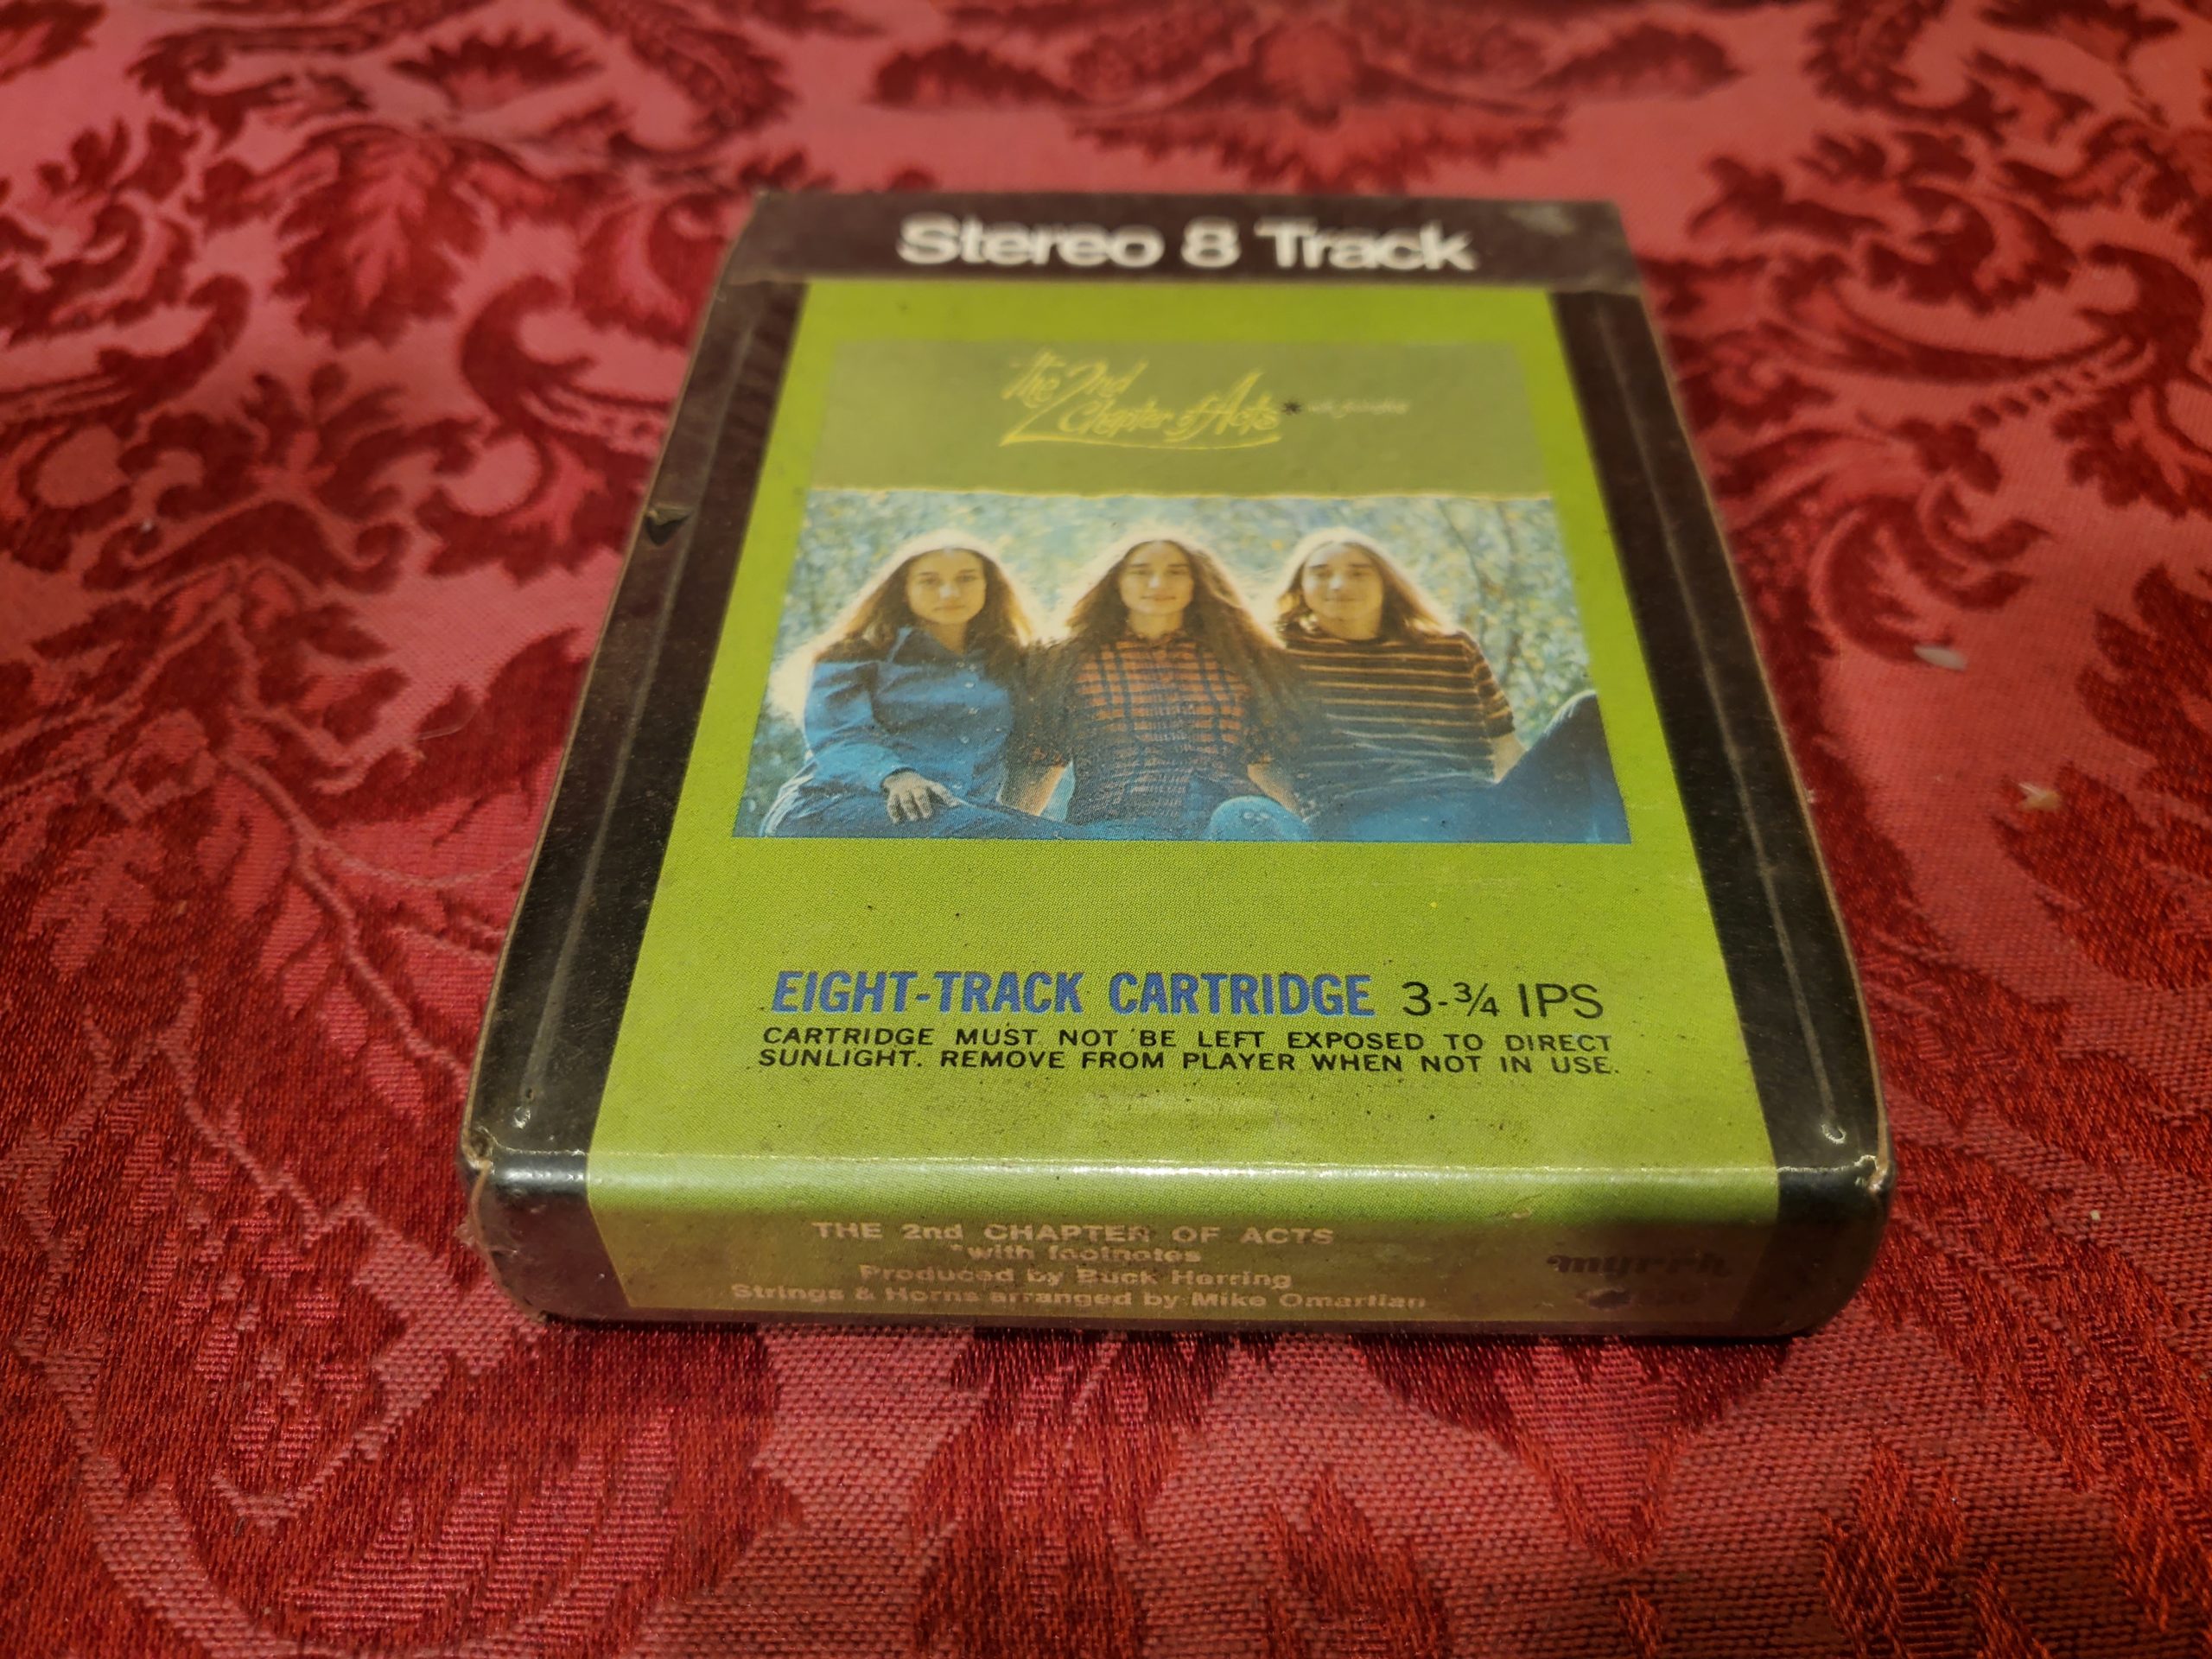 Stereo 8 Track
The 2nd
Chapter of Acts * with footnotes
EIGHT-TRACK CARTRIDGE 3-¾ IPS
CARTRIDGE MUST NOT BE LEFT EXPOSED TO DIRECT
SUNLIGHT. REMOVE FROM PLAYER WHEN NOT IN USE.
THE 2nd CHAPTER OF ACTS
*with footnotes
Produced by Buck Herring
Strings & Horns arranged by Mike Omartian
myrrh